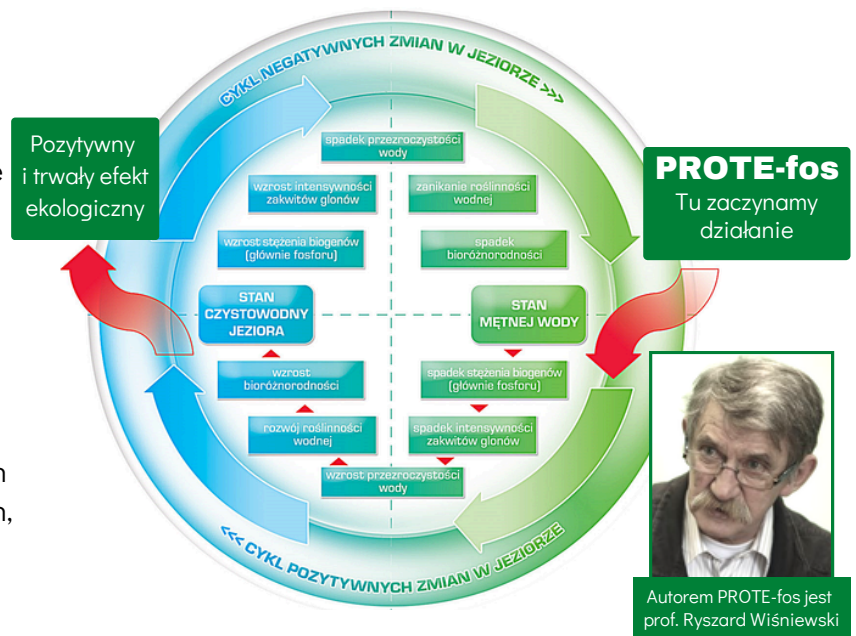 CYKL NEGATYWNYCH ZMIAN W JEZIORZE >>>
Pozytywny
i trwały efekt
ekologiczny
e
PROTE-fos
Tu zaczynamy
działanie
spadek przezroczystości
wody
wzrost intensywności
zakwitów glonów
zanikanie roślinności
wodnej
wzrost stężenia biogenów
(głównie fosforu)
spadek
bioróżnorodności
STAN
CZYSTOWODNY
JEZIORA
STAN
MĘTNEJ WODY
wzrost
bioróżnorodności
spadek stężenia biogenów
(głównie fosforu)
rozwój roślinności
wodnej
spadek intensywności
zakwitów glonów
wzrost przezroczystości
wody
n
n,
<<< CYKL POZYTYWNYCH ZMIAN W JEZIORZE
Autorem PROTE-fos jest
prof. Ryszard Wiśniewski